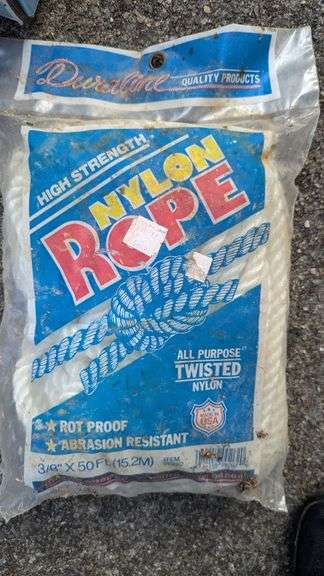 Duraline
QUALITY PRODUCTS
HIGH STRENGTH
NYLON
ROPE
ALL PURPOSE
TWISTED
NYLON
MADE IN
USA
★ ROT PROOF
★ ABRASION RESISTANT
3/8" X 50 FT. (15.2M)
ITEM